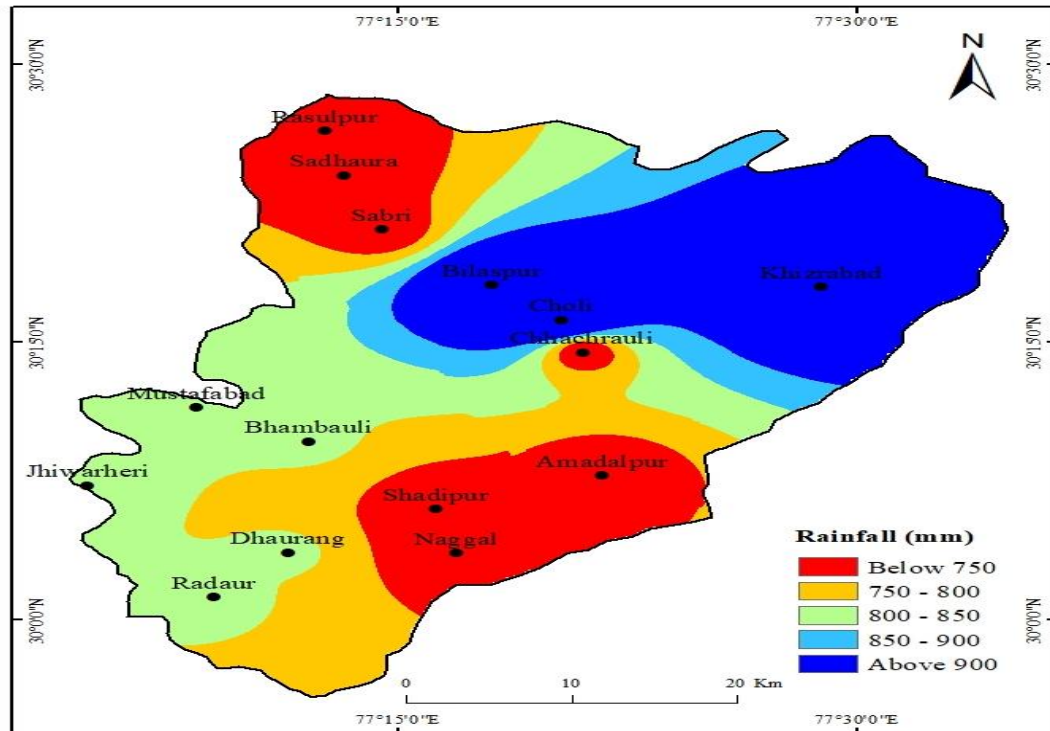 77°15'0"E 77°30'0"E
N
30°30'0"N 30°30'0"N
Rasulpur
Sadhaura
Sabri
Bilaspur Khizrabad
Choli
30°15'0"N 30°15'0"N
Chhachrauli
Mustafabad
Bhambauli
Jhiwarheri Amadalpur
Shadipur
Dhaurang Naggal
Rainfall (mm)
Below 750
Radaur
750 - 800
30°0'0"N 30°0'0"N
800 - 850
850 - 900
Above 900
0 10 20 Km
77°15'0"E 77°30'0"E